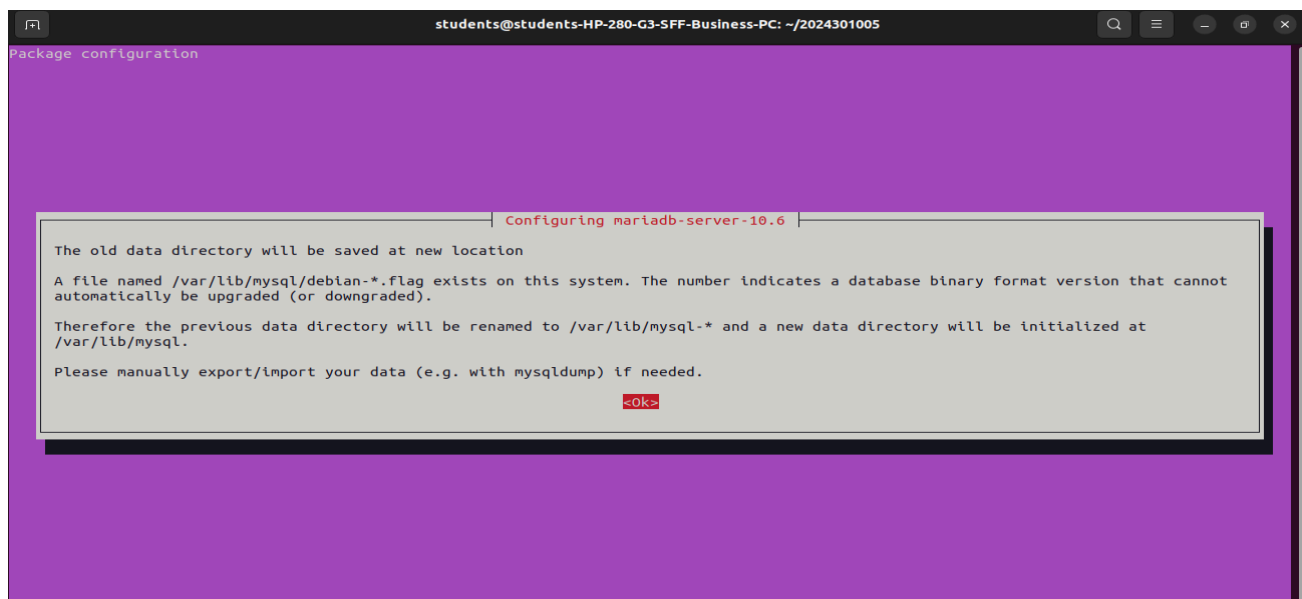 students@students-HP-280-G3-SFF-Business-PC: ~/2024301005
Package configuration
Configuring mariadb-server-10.6
The old data directory will be saved at new location
A file named /var/lib/mysql/debian-*.flag exists on this system. The number indicates a database binary format version that cannot
automatically be upgraded (or downgraded).
Therefore the previous data directory will be renamed to /var/lib/mysql-* and a new data directory will be initialized at
/var/lib/mysql.
Please manually export/import your data (e.g. with mysqldump) if needed.
<Ok>